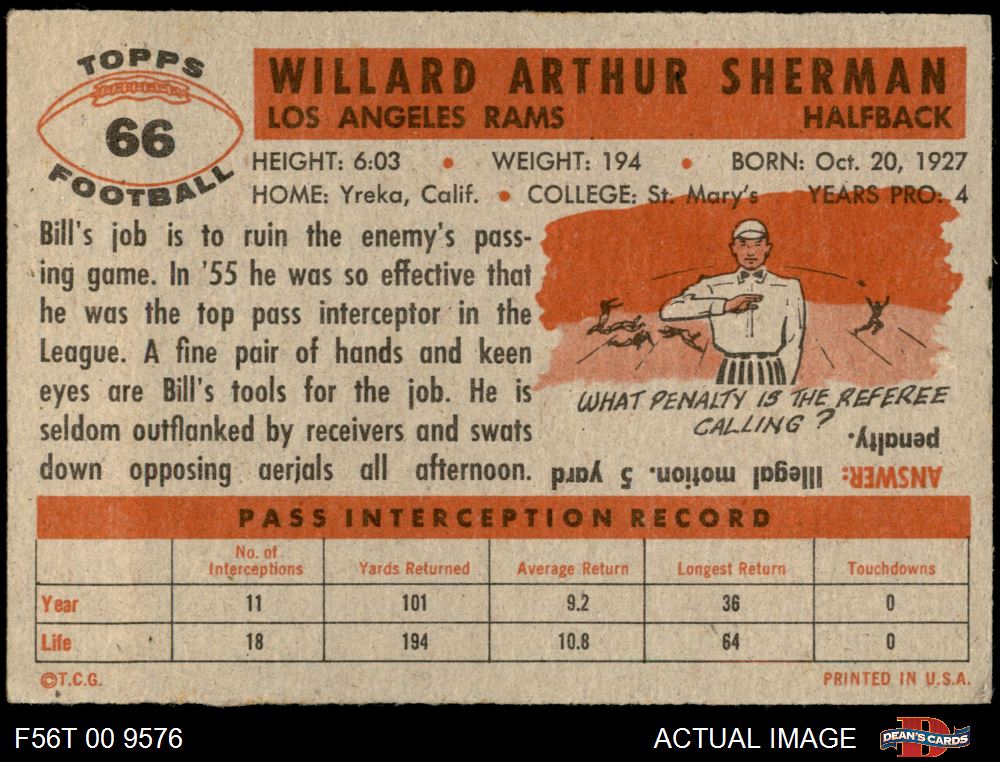 TOPPS
66
FOOTBALL
WILLARD ARTHUR SHERMAN
LOS ANGELES RAMS HALFBACK
HEIGHT: 6:03 • WEIGHT: 194 • BORN: Oct. 20, 1927
HOME: Yreka, Calif. • COLLEGE: St. Mary's YEARS PRO: 4
Bill's job is to ruin the enemy's pass-
ing game. In '55 he was so effective that
he was the top pass interceptor in the
League. A fine pair of hands and keen
eyes are Bill's tools for the job. He is
seldom outflanked by receivers and swats
down opposing aerials all afternoon.
WHAT PENALTY IS THE REFEREE
CALLING?
ANSWER: Illegal motion. 5 yard
penalty.
PASS INTERCEPTION RECORD
No. of
Interceptions Yards Returned Average Return Longest Return Touchdowns
Year 11 101 9.2 36 0
Life 18 194 10.8 64 0
©T.C.G. PRINTED IN U.S.A.
F56T 00 9576 ACTUAL IMAGE DEAN'S CARDS